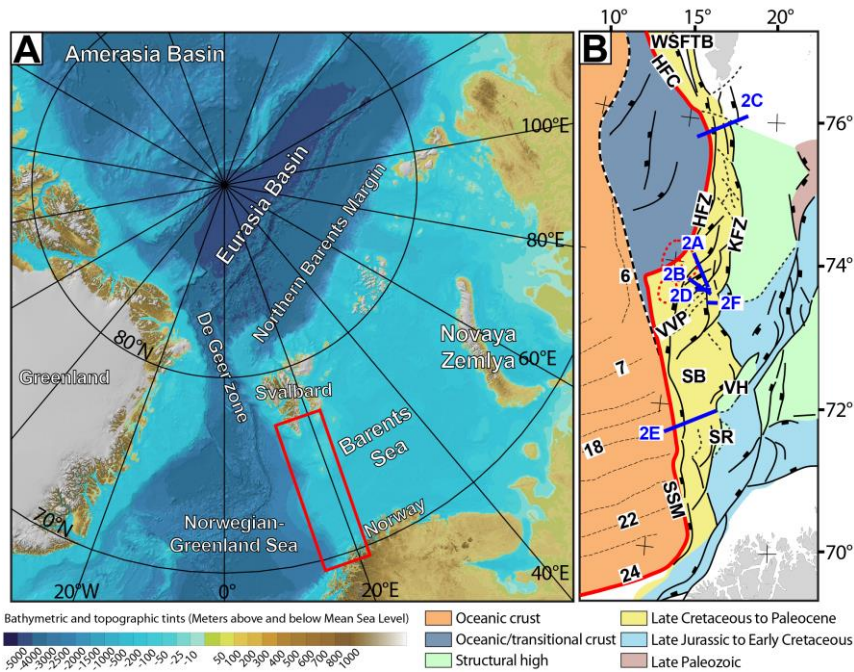 A
Amerasia Basin
Eurasia Basin
Northern Barents Margin
100°E
80°E
60°E
40°E
20°E
0°
20°W
70°N
80°N
De Geer zone
Greenland
Svalbard
Novaya
Zemlya
Barents
Sea
Norwegian-
Greenland Sea
Norway
B
10°
15°
20°
WSFTB
HFC
2C
76°
HFZ
KFZ
2A
74°
6
2B
2D
2F
VVP
7
SB
VH
72°
18
2E
SR
SSM
22
70°
24
Bathymetric and topographic tints (Meters above and below Mean Sea Level)
-5000
-4000
-3000
-2000
-1000
-500
-250
-100
-50
-25
-10
50
100
200
300
400
600
800
1000
Oceanic crust
Oceanic/transitional crust
Structural high
Late Cretaceous to Paleocene
Late Jurassic to Early Cretaceous
Late Paleozoic